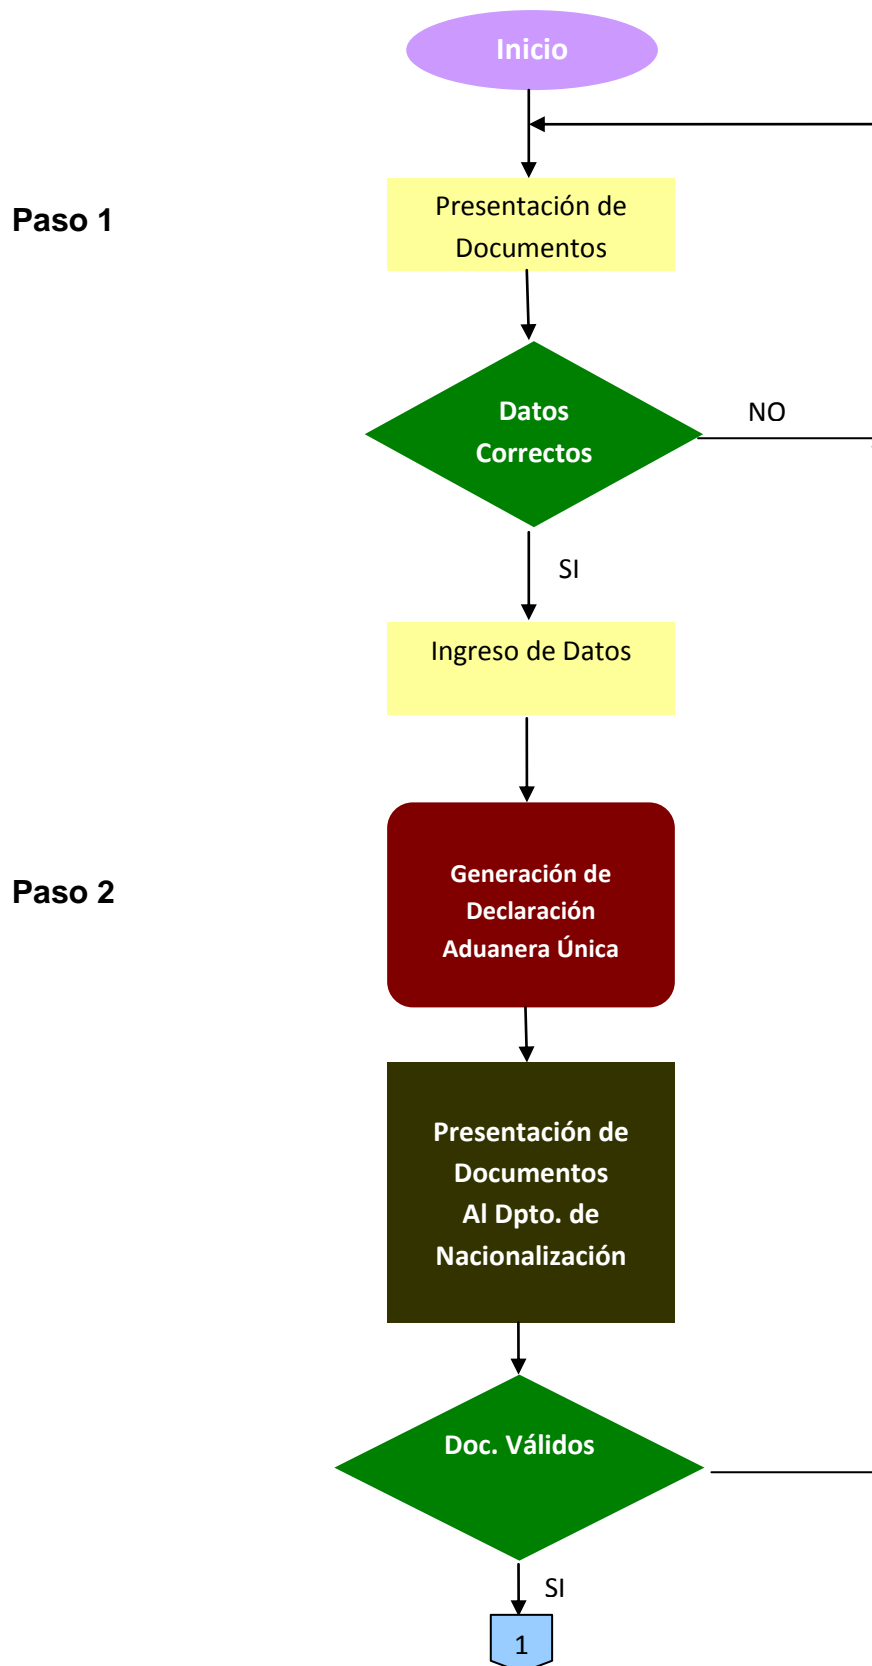 Inicio
Paso 1
Presentación de
Documentos
Datos
Correctos
NO
SI
Ingreso de Datos
Paso 2
Generación de
Declaración
Aduanera Única
Presentación de
Documentos
Al Dpto. de
Nacionalización
Doc. Válidos
SI
1